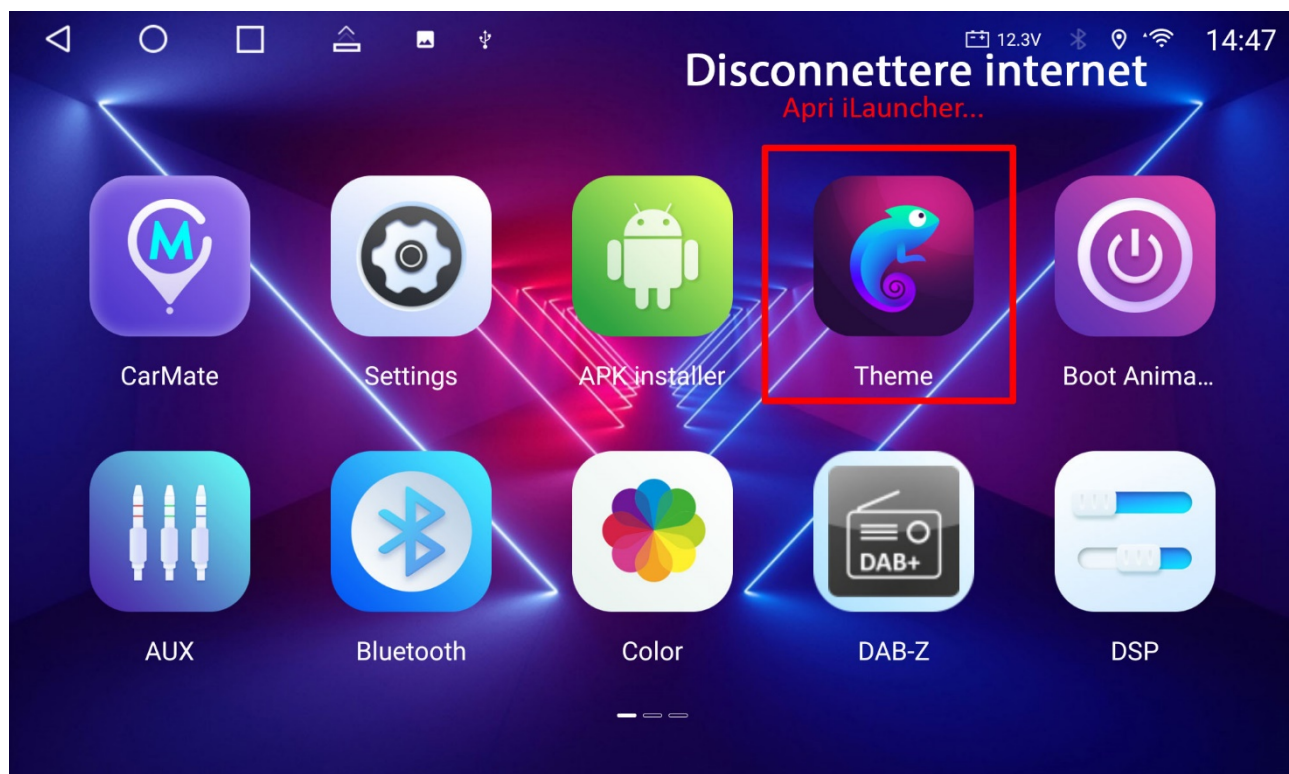 12.3V 14:47
Disconnettere internet
Apri iLauncher...
M
CarMate Settings APK installer Theme Boot Anima...
DAB+
AUX Bluetooth Color DAB-Z DSP